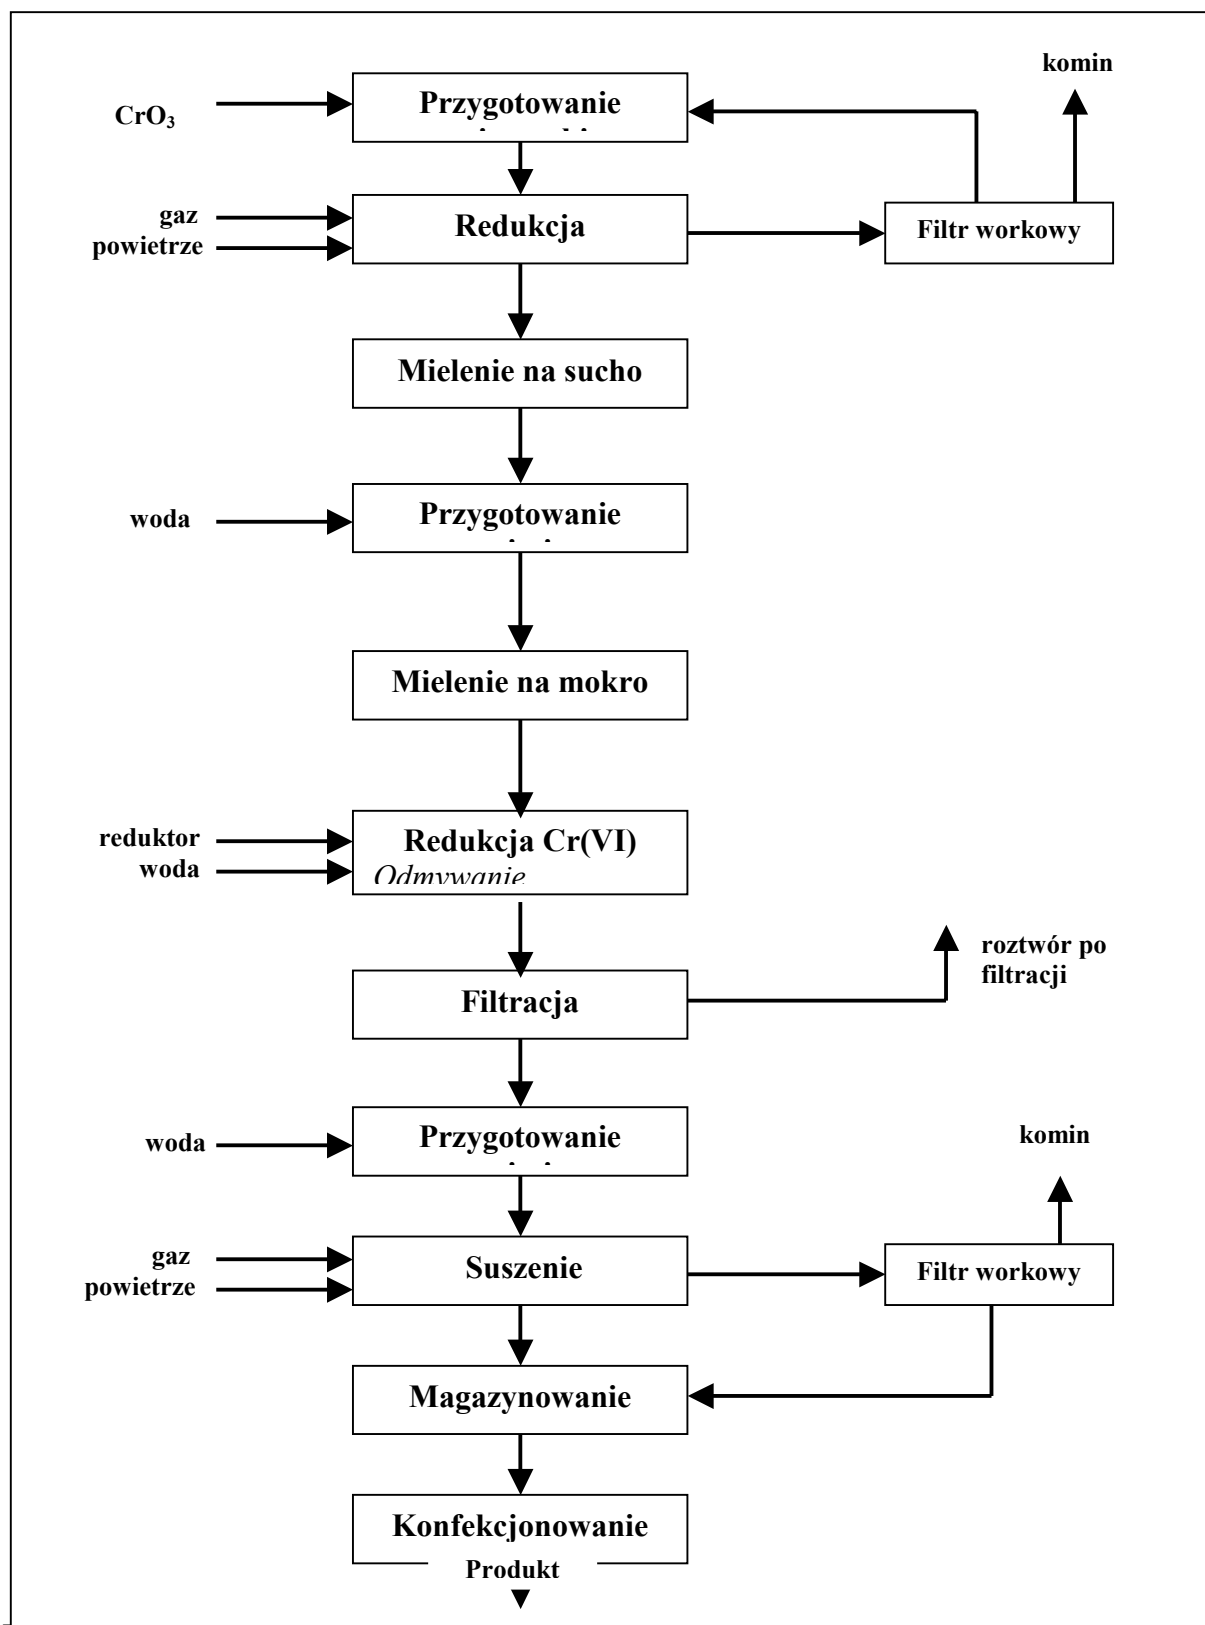 komin
CrO₃
Przygotowanie
gaz
powietrze
Redukcja
Filtr workowy
Mielenie na sucho
woda
Przygotowanie
Mielenie na mokro
reduktor
woda
Redukcja Cr(VI)
Odmywanie
roztwór po
filtracji
Filtracja
woda
Przygotowanie
komin
gaz
powietrze
Suszenie
Filtr workowy
Magazynowanie
Konfekcjonowanie
Produkt